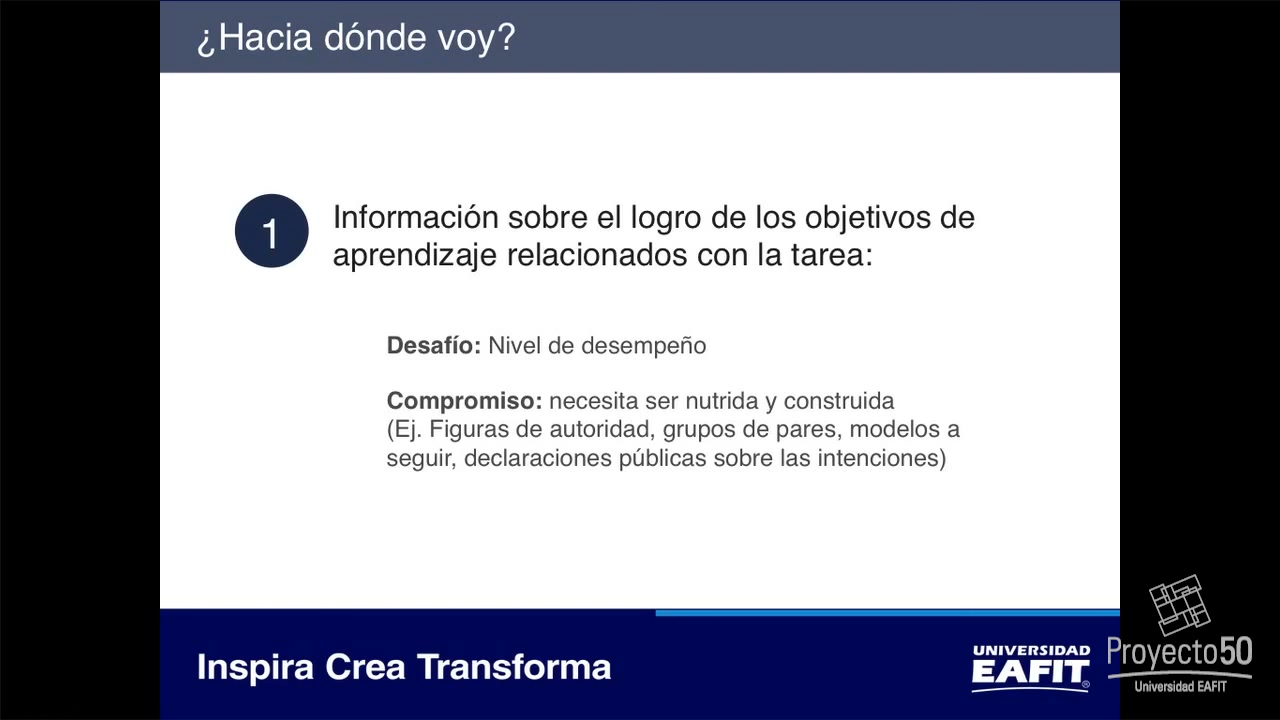 ¿Hacia dónde voy?
1
Información sobre el logro de los objetivos de
aprendizaje relacionados con la tarea:
Desafío: Nivel de desempeño
Compromiso: necesita ser nutrida y construida
(Ej. Figuras de autoridad, grupos de pares, modelos a
seguir, declaraciones públicas sobre las intenciones)
Inspira Crea Transforma
UNIVERSIDAD
EAFIT®
Proyecto50
Universidad EAFIT